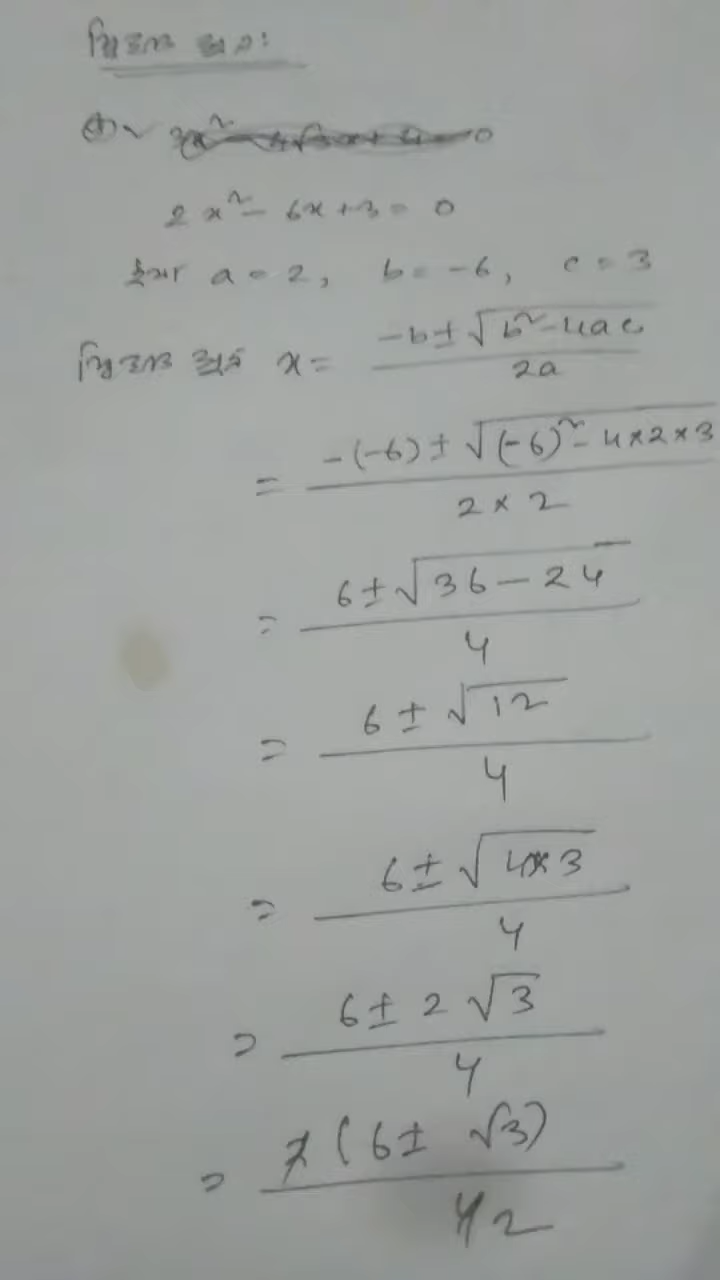 2x² - 6x + 3 = 0
a = 2, b = -6, c = 3
x = (-b ± √(b² - 4ac)) / 2a
= (-(-6) ± √((-6)² - 4×2×3)) / (2 × 2)
= (6 ± √(36 - 24)) / 4
= (6 ± √12) / 4
= (6 ± √(4×3)) / 4
= (6 ± 2√3) / 4
= 2(6 ± √3) / 4 2